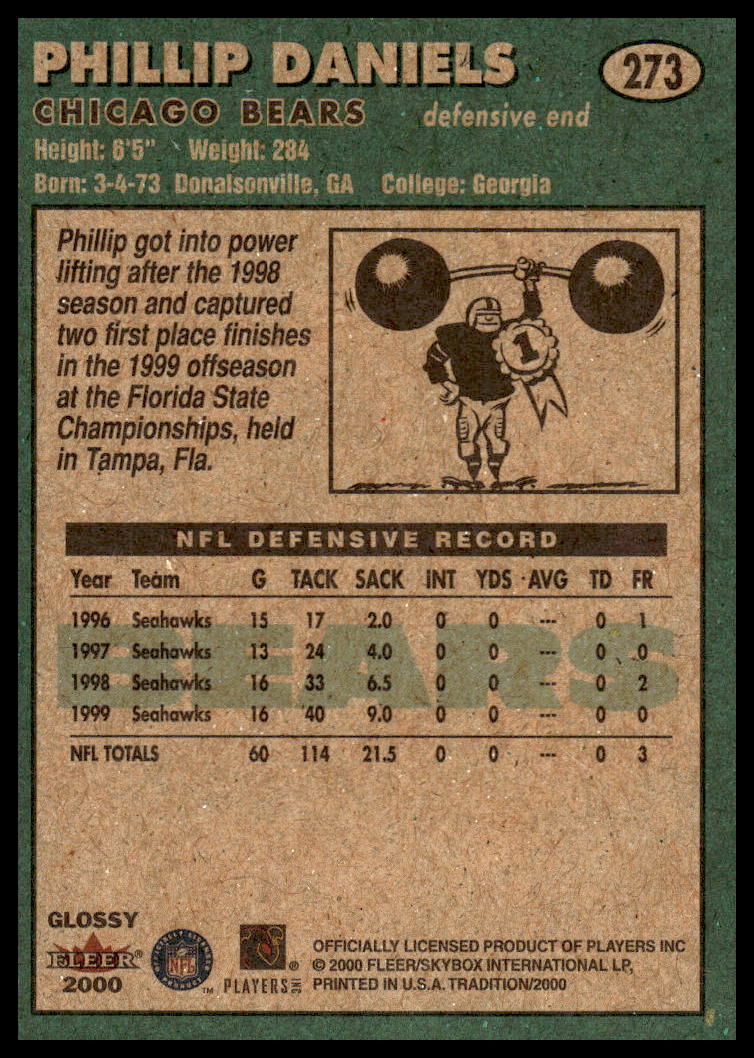 PHILLIP DANIELS 273
CHICAGO BEARS defensive end
Height: 6'5" Weight: 284
Born: 3-4-73 Donalsonville, GA College: Georgia
Phillip got into power
lifting after the 1998
season and captured
two first place finishes
in the 1999 offseason
at the Florida State
Championships, held
in Tampa, Fla.
1
NFL DEFENSIVE RECORD
Year Team G TACK SACK INT YDS AVG TD FR
1996 Seahawks 15 17 2.0 0 0 --- 0 1
1997 Seahawks 13 24 4.0 0 0 --- 0 0
1998 Seahawks 16 33 6.5 0 0 --- 0 2
1999 Seahawks 16 40 9.0 0 0 --- 0 0
NFL TOTALS 60 114 21.5 0 0 --- 0 3
BEARS
GLOSSY
FLEER®
2000
NFL
TM
PLAYERS INC ®
OFFICIALLY LICENSED PRODUCT OF PLAYERS INC
© 2000 FLEER/SKYBOX INTERNATIONAL LP,
PRINTED IN U.S.A. TRADITION/2000